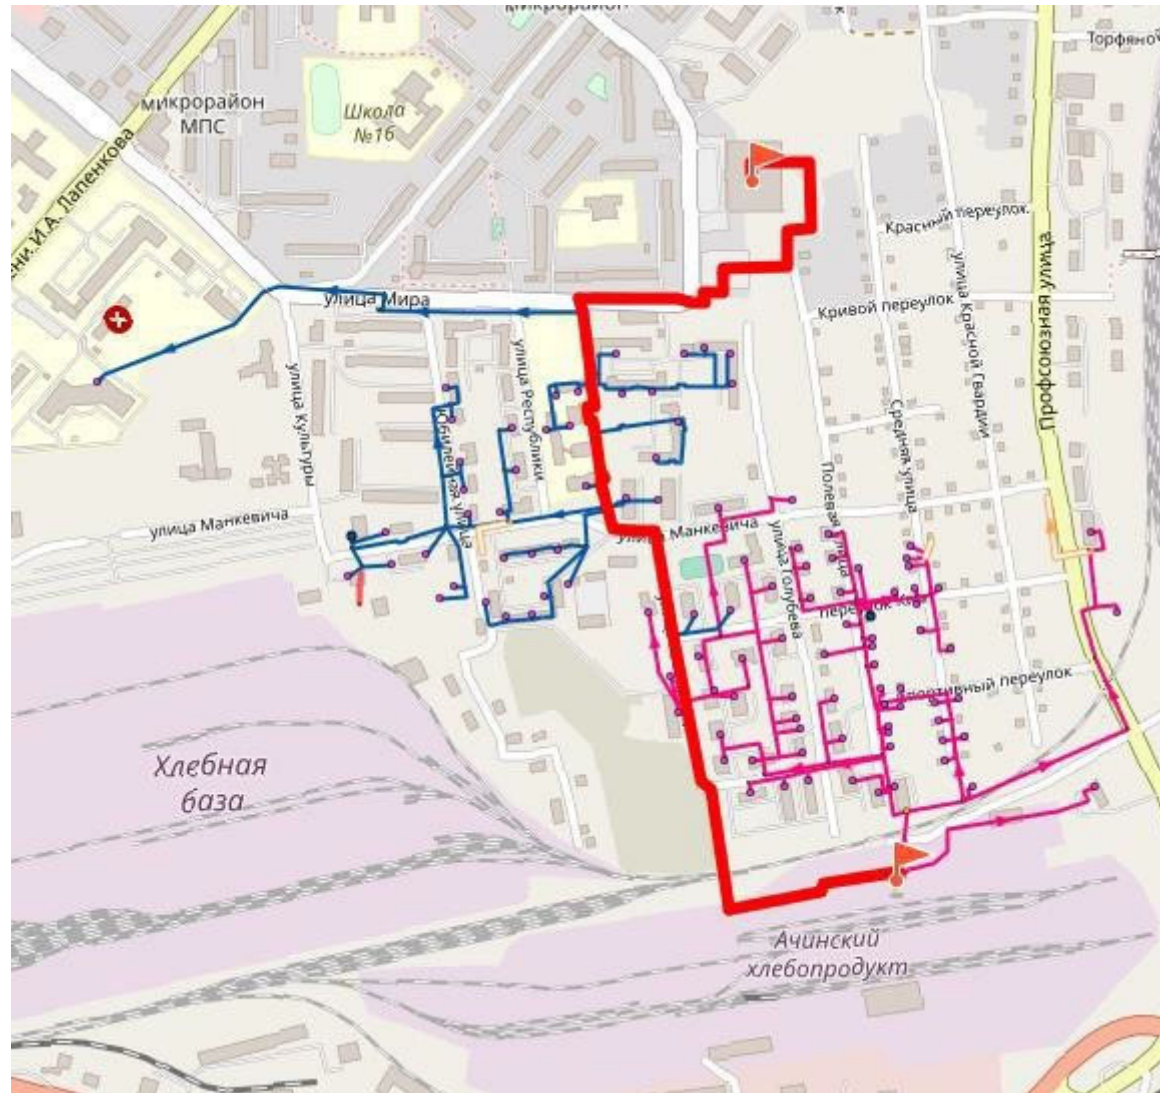 микрорайон
Торфяной
микрорайон
МПС
Школа
№16
ени И.А. Лапенкова
Красный переулок
Профсоюзная улица
улица Мира
Кривой переулок
улица Красной Гвардии
улица Культуры
улица Республики
Юбилейная улица
Средняя улица
Полевая улица
улица Манкевича
улица Манкевича
улица Голубева
переулок
Спортивный переулок
Хлебная
база
Ачинский
хлебопродукт